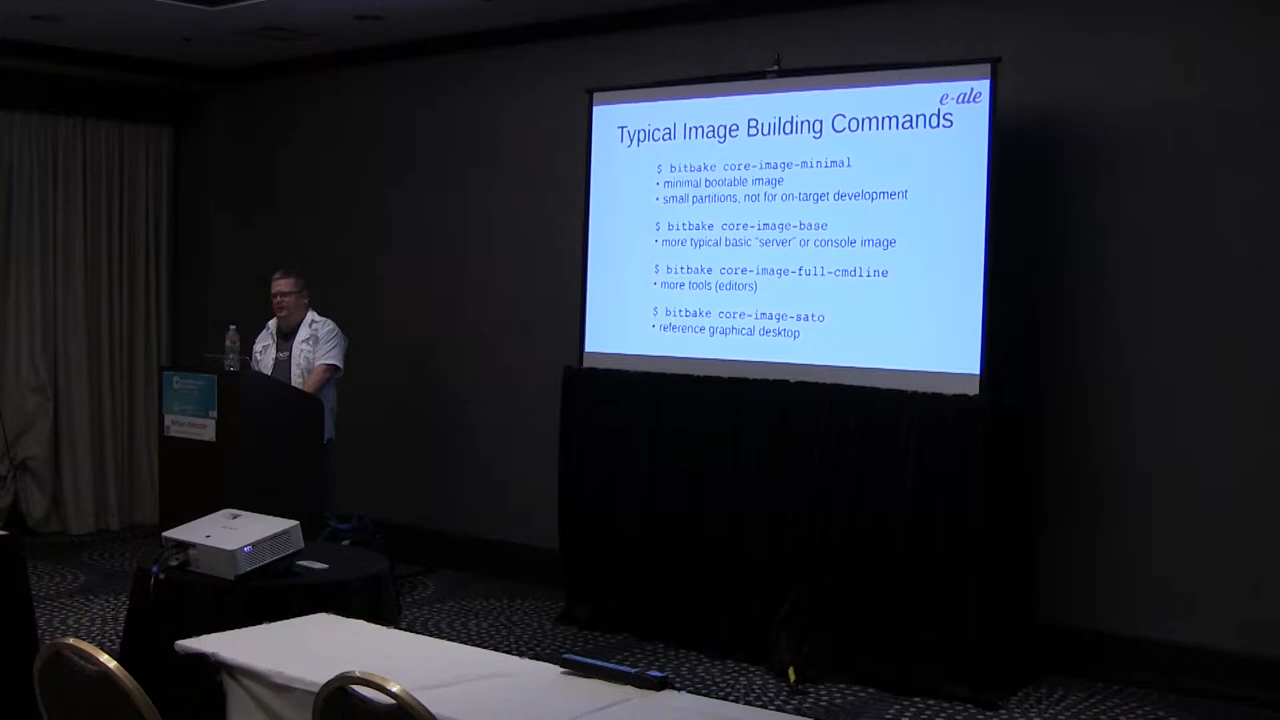 e-ale
Typical Image Building Commands
$ bitbake core-image-minimal
• minimal bootable image
• small partitions, not for on-target development
$ bitbake core-image-base
• more typical basic “server” or console image
$ bitbake core-image-full-cmdline
• more tools (editors)
$ bitbake core-image-sato
• reference graphical desktop